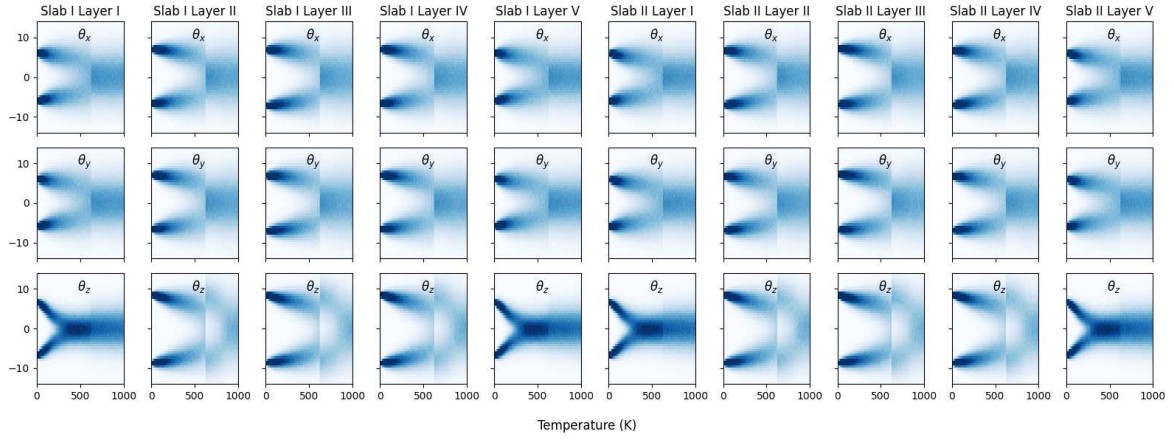 Slab I Layer I Slab I Layer II Slab I Layer III Slab I Layer IV Slab I Layer V Slab II Layer I Slab II Layer II Slab II Layer III Slab II Layer IV Slab II Layer V
θx θx θx θx θx θx θx θx θx θx
10
0
−10
θy θy θy θy θy θy θy θy θy θy
10
0
−10
θz θz θz θz θz θz θz θz θz θz
10
0
−10
0 500 1000 0 500 1000 0 500 1000 0 500 1000 0 500 1000 0 500 1000 0 500 1000 0 500 1000 0 500 1000 0 500 1000
Temperature (K)